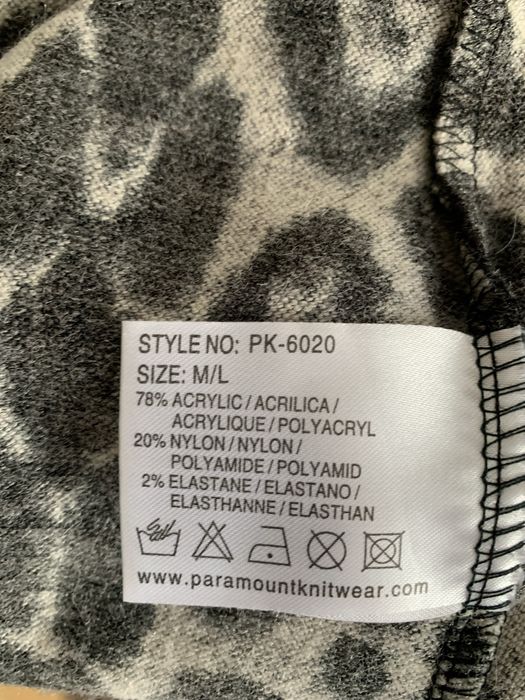 STYLE NO: PK-6020
SIZE: M/L
78% ACRYLIC / ACRILICA /
ACRYLIQUE / POLYACRYL
20% NYLON / NYLON /
POLYAMIDE / POLYAMID
2% ELASTANE / ELASTANO /
ELASTHANNE / ELASTHAN
www.paramountknitwear.com